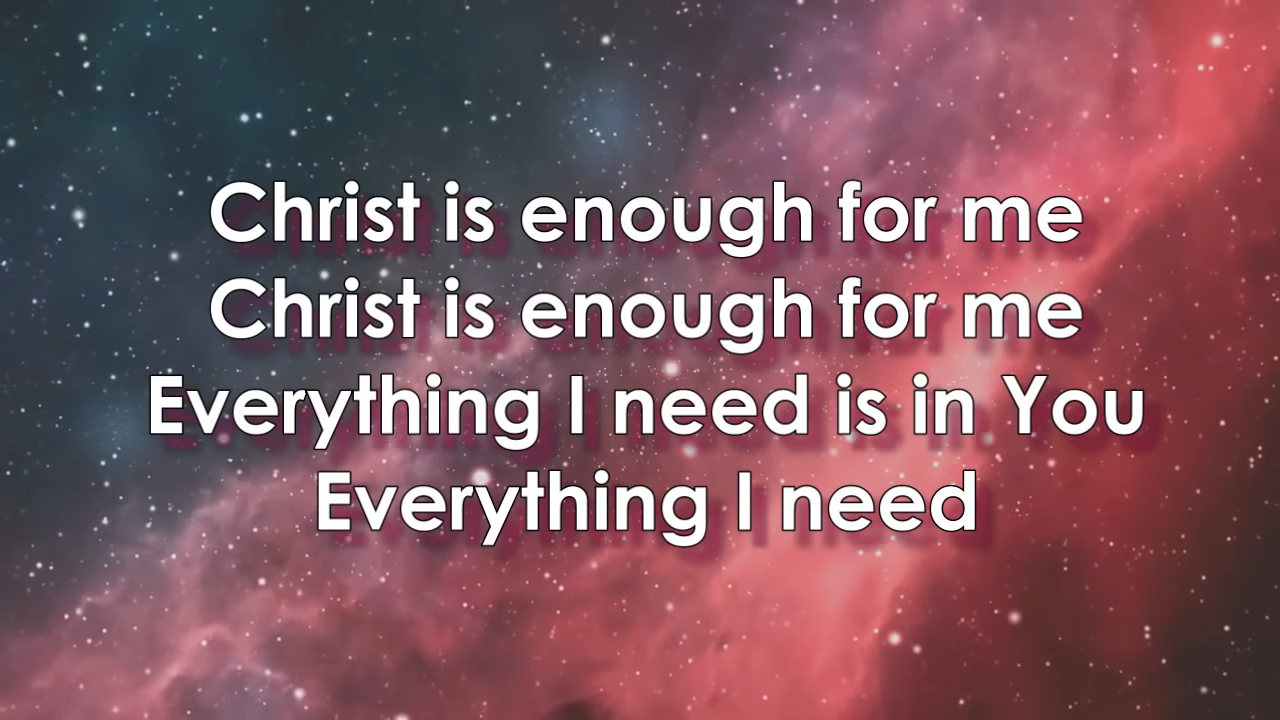 Christ is enough for me
Christ is enough for me
Everything I need is in You
Everything I need